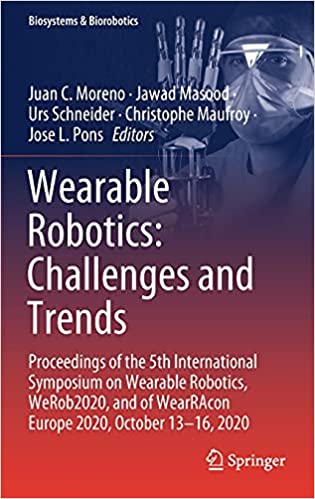 Biosystems & Biorobotics
Juan C. Moreno · Jawad Masood ·
Urs Schneider · Christophe Maufroy ·
Jose L. Pons Editors
Wearable
Robotics:
Challenges and
Trends
Proceedings of the 5th International
Symposium on Wearable Robotics,
WeRob2020, and of WearRAcon
Europe 2020, October 13–16, 2020
Springer